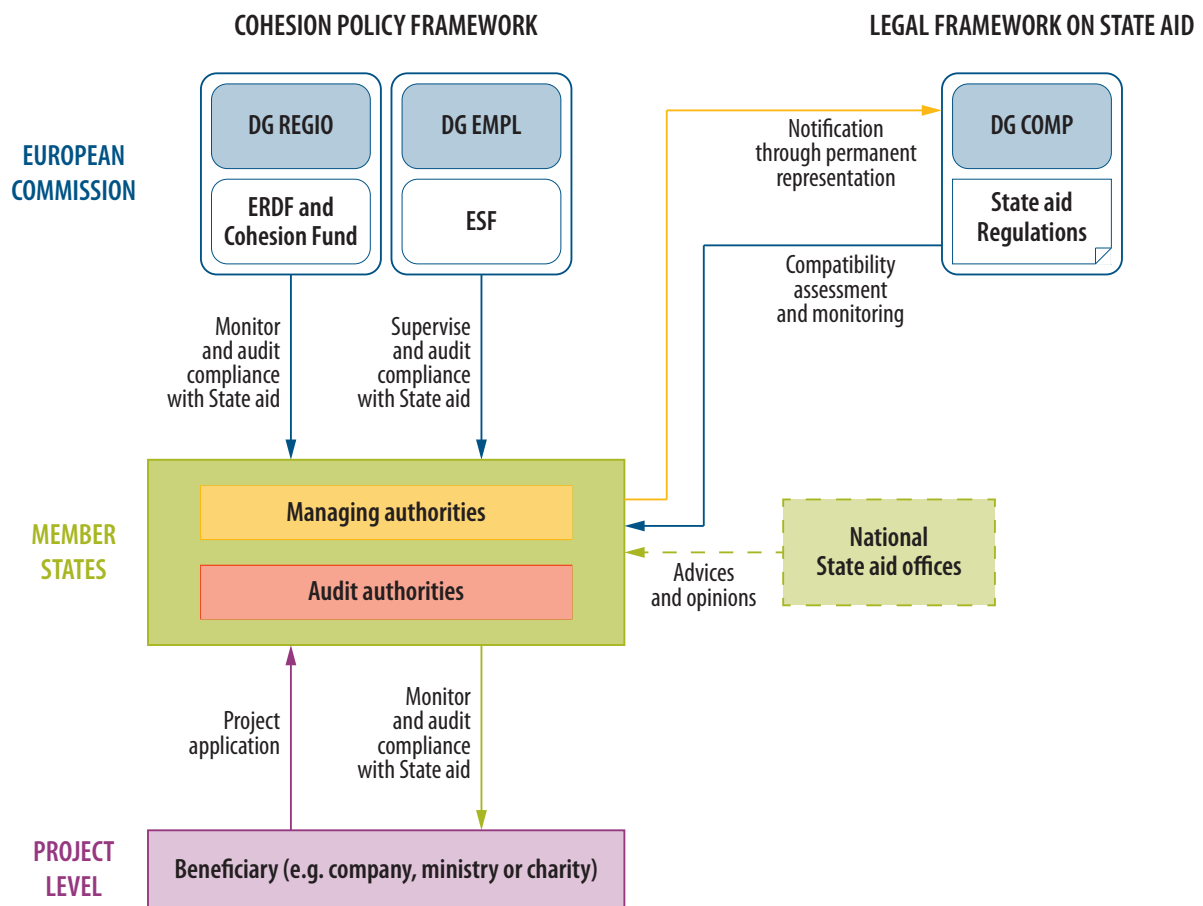 COHESION POLICY FRAMEWORK
LEGAL FRAMEWORK ON STATE AID
EUROPEAN
COMMISSION
DG REGIO
ERDF and
Cohesion Fund
DG EMPL
ESF
Notification
through permanent
representation
DG COMP
State aid
Regulations
Compatibility
assessment
and monitoring
Monitor
and audit
compliance
with State aid
Supervise
and audit
compliance
with State aid
MEMBER
STATES
Managing authorities
Audit authorities
Advices
and opinions
National
State aid offices
Project
application
Monitor
and audit
compliance
with State aid
PROJECT
LEVEL
Beneficiary (e.g. company, ministry or charity)